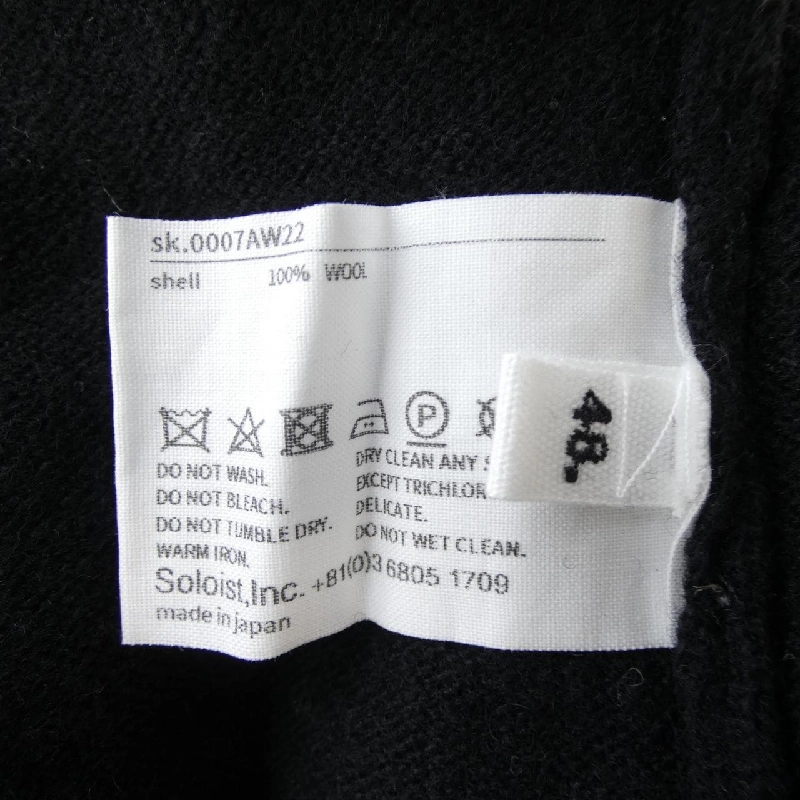 sk.0007AW22
shell 100% WOOL
P
DO NOT WASH.
DO NOT BLEACH.
DO NOT TUMBLE DRY.
WARM IRON.
DRY CLEAN ANY
EXCEPT TRICHLOR
DELICATE.
DO NOT WET CLEAN.
Soloist,Inc. +81(0)3 6805 1709
made in japan
48.